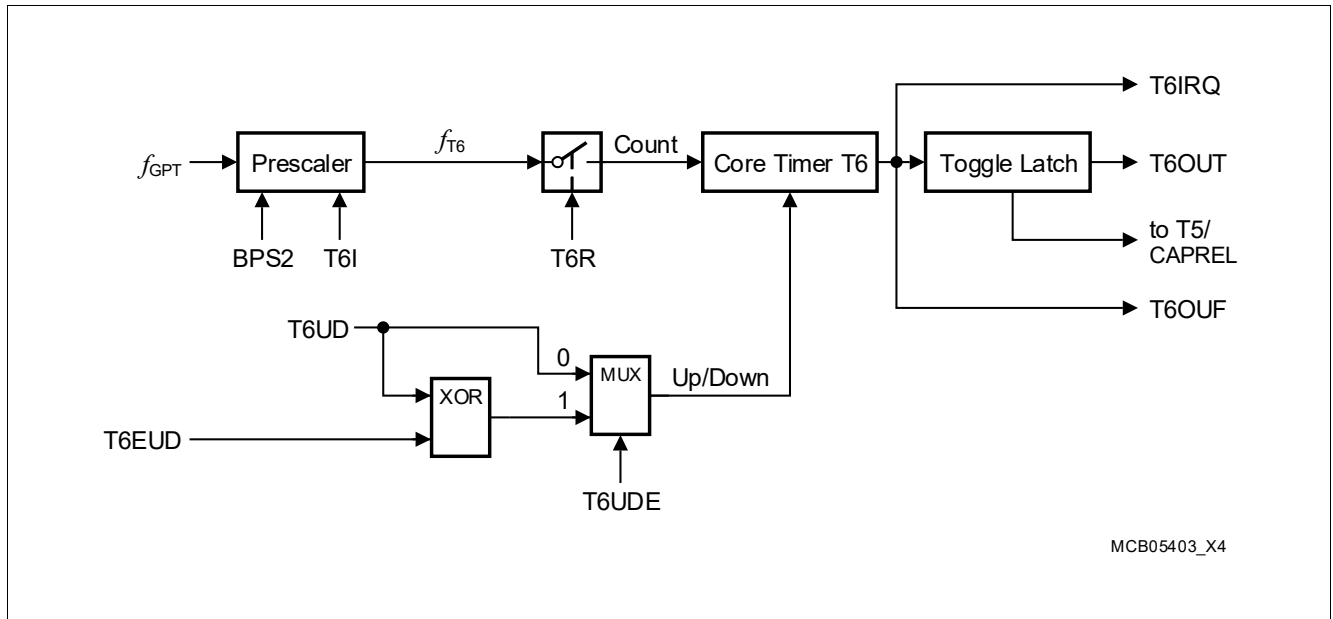 T6IRQ
fGPT
Prescaler
fT6
Count
Core Timer T6
Toggle Latch
T6OUT
BPS2
T6I
T6R
to T5/
CAPREL
T6OUF
T6UD
0
MUX
Up/Down
XOR
1
T6EUD
T6UDE
MCB05403_X4